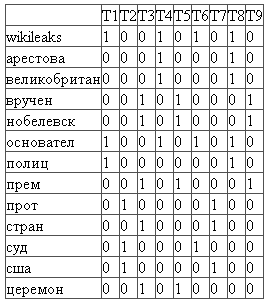 T1 T2 T3 T4 T5 T6 T7 T8 T9
wikileaks 1 0 0 1 0 1 0 1 0
арестова 0 0 0 1 0 0 0 1 0
великобритан 0 0 0 1 0 0 0 1 0
вручен 0 0 1 0 1 0 0 0 1
нобелевск 0 0 1 0 1 0 0 0 1
основател 1 0 0 1 0 1 0 1 0
полиц 1 0 0 0 0 0 0 1 0
прем 0 0 1 0 1 0 0 0 1
прот 0 1 0 0 0 0 1 0 0
стран 0 0 1 0 0 0 1 0 0
суд 0 1 0 0 0 1 0 0 0
сша 0 1 0 0 0 0 1 0 0
церемон 0 0 1 0 1 0 0 0 0